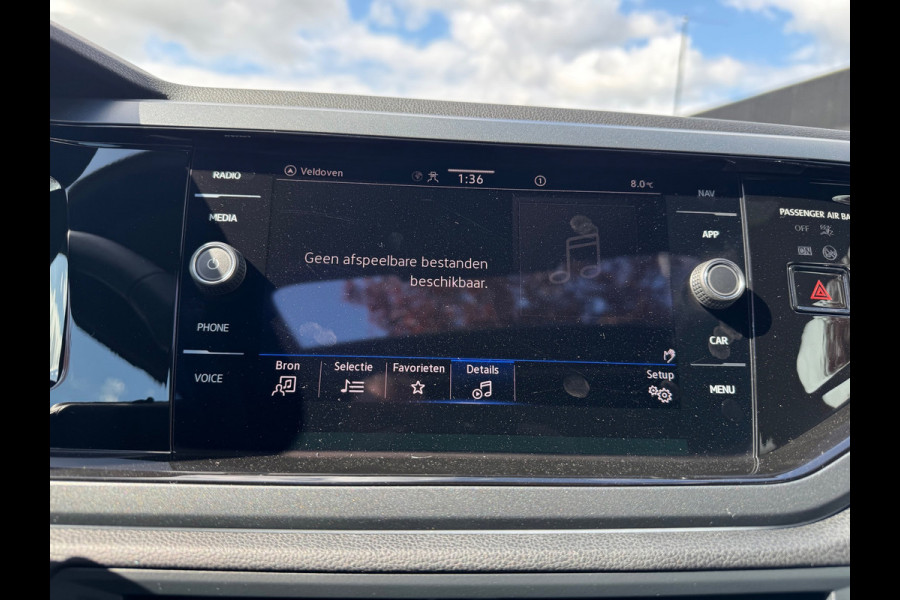 RADIO
Veldoven
1:36
8.0°C
NAV
MEDIA
APP
PASSENGER AIR BA
OFF
ON
Geen afspeelbare bestanden
beschikbaar.
PHONE
CAR
VOICE
MENU
Bron
Selectie
Favorieten
Details
Setup